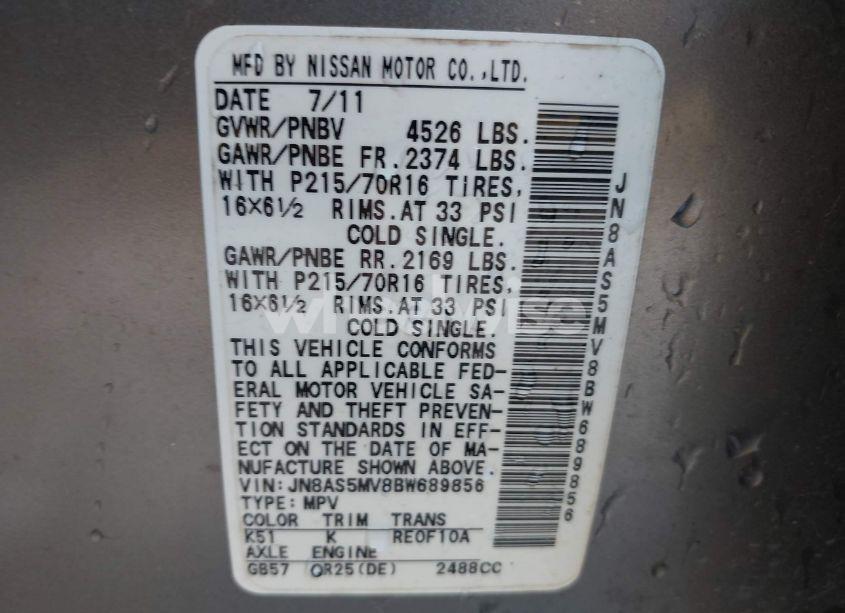 MFD BY NISSAN MOTOR CO.,LTD.
DATE 7/11
GVWR/PNBV 4526 LBS.
GAWR/PNBE FR.2374 LBS.
WITH P215/70R16 TIRES,
16×6½ RIMS.AT 33 PSI
COLD SINGLE.
GAWR/PNBE RR.2169 LBS.
WITH P215/70R16 TIRES,
16×6½ RIMS.AT 33 PSI
COLD SINGLE.
THIS VEHICLE CONFORMS
TO ALL APPLICABLE FED-
ERAL MOTOR VEHICLE SA-
FETY AND THEFT PREVEN-
TION STANDARDS IN EFF-
ECT ON THE DATE OF MA-
NUFACTURE SHOWN ABOVE.
VIN:JN8AS5MV8BW689856
TYPE:MPV
COLOR TRIM TRANS
K51 K RE0F10A
AXLE ENGINE
GB57 QR25(DE) 2488CC
JN8AS5MV8BW689856